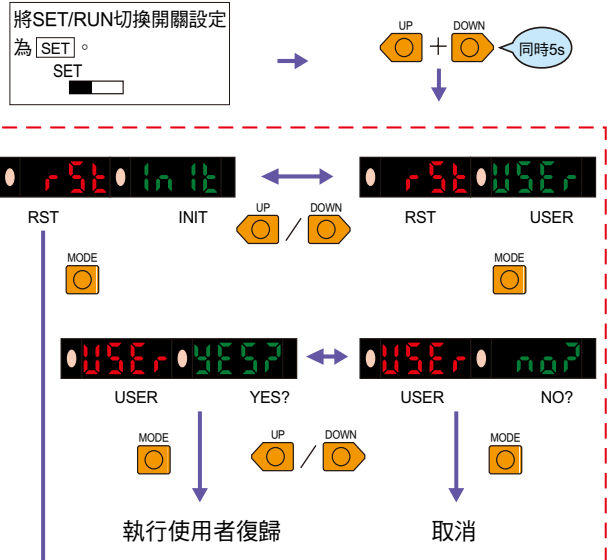 將SET/RUN切換開關設定
為 SET 。
SET
UP DOWN
+ 同時5s
rSt InIt
RST INIT
UP DOWN
/
rSt USEr
RST USER
MODE
MODE
USEr YES?
USER YES?
USEr no?
USER NO?
MODE
UP DOWN
/
MODE
執行使用者復歸
取消